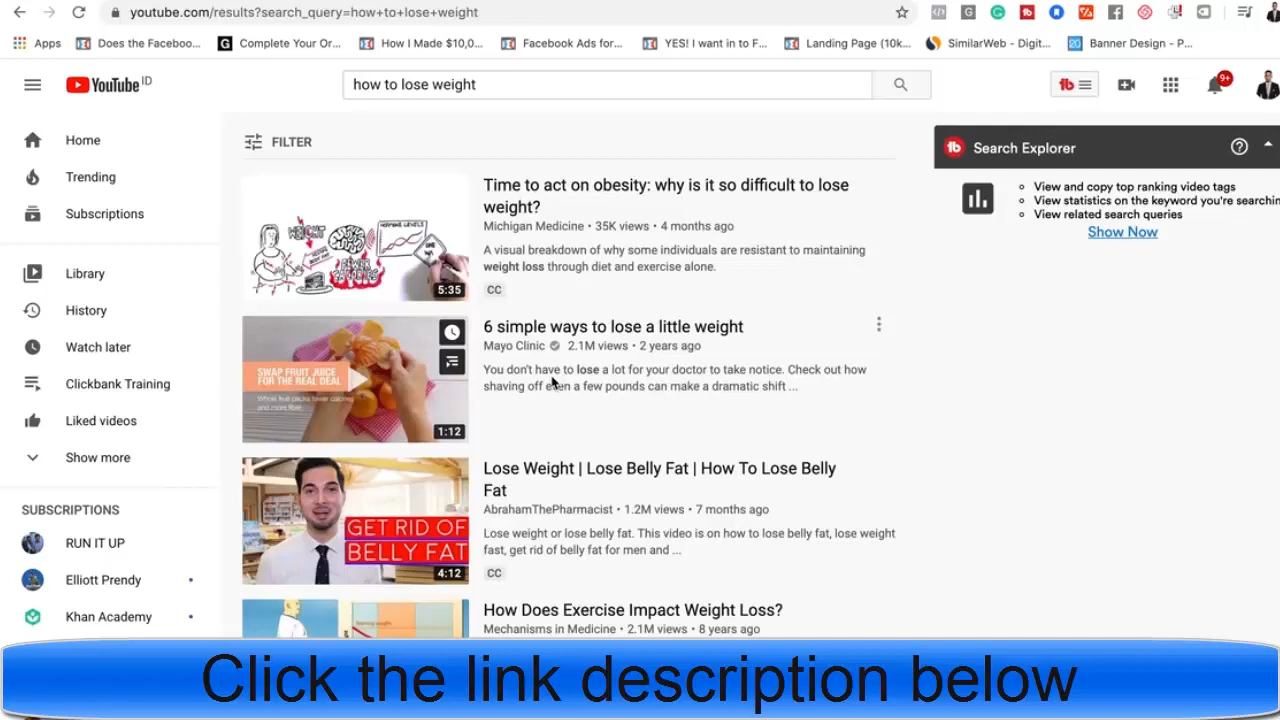 youtube.com/results?search_query=how+to+lose+weight
Apps Does the Faceboo... Complete Your Or... How I Made $10,0... Facebook Ads for... YES! I want in to F... Landing Page (10k... SimilarWeb - Digit... Banner Design - P...
YouTube ID
how to lose weight
9+
Home
Trending
Subscriptions
Library
History
Watch later
Clickbank Training
Liked videos
Show more
SUBSCRIPTIONS
RUN IT UP
Elliott Prendy
Khan Academy
FILTER
5:35
Time to act on obesity: why is it so difficult to lose
weight?
Michigan Medicine • 35K views • 4 months ago
A visual breakdown of why some individuals are resistant to maintaining
weight loss through diet and exercise alone.
CC
SWAP FRUIT JUICE
FOR THE REAL DEAL
Whole fruit packs fewer calories
and more fiber.
1:12
6 simple ways to lose a little weight
Mayo Clinic 2.1M views • 2 years ago
You don't have to lose a lot for your doctor to take notice. Check out how
shaving off even a few pounds can make a dramatic shift ...
GET RID OF
BELLY FAT
4:12
Lose Weight | Lose Belly Fat | How To Lose Belly
Fat
AbrahamThePharmacist • 1.2M views • 7 months ago
Lose weight or lose belly fat. This video is on how to lose belly fat, lose weight
fast, get rid of belly fat for men and ...
CC
How Does Exercise Impact Weight Loss?
Mechanisms in Medicine • 2.1M views • 8 years ago
Search Explorer
View and copy top ranking video tags
View statistics on the keyword you're searchin
View related search queries
Show Now
Click the link description below